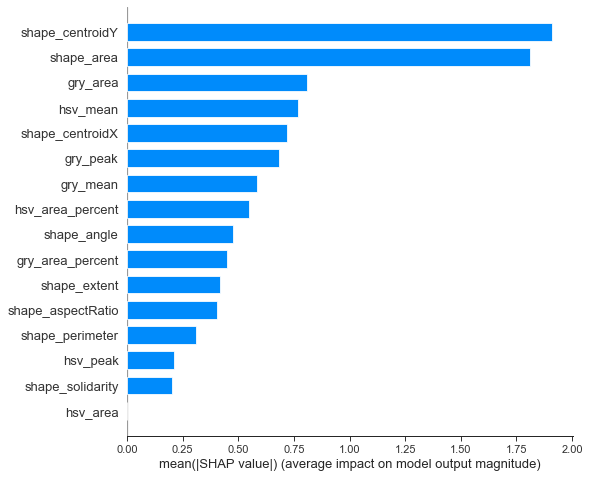 shape_centroidY
shape_area
gry_area
hsv_mean
shape_centroidX
gry_peak
gry_mean
hsv_area_percent
shape_angle
gry_area_percent
shape_extent
shape_aspectRatio
shape_perimeter
hsv_peak
shape_solidarity
hsv_area
0.00 0.25 0.50 0.75 1.00 1.25 1.50 1.75 2.00
mean(|SHAP value|) (average impact on model output magnitude)